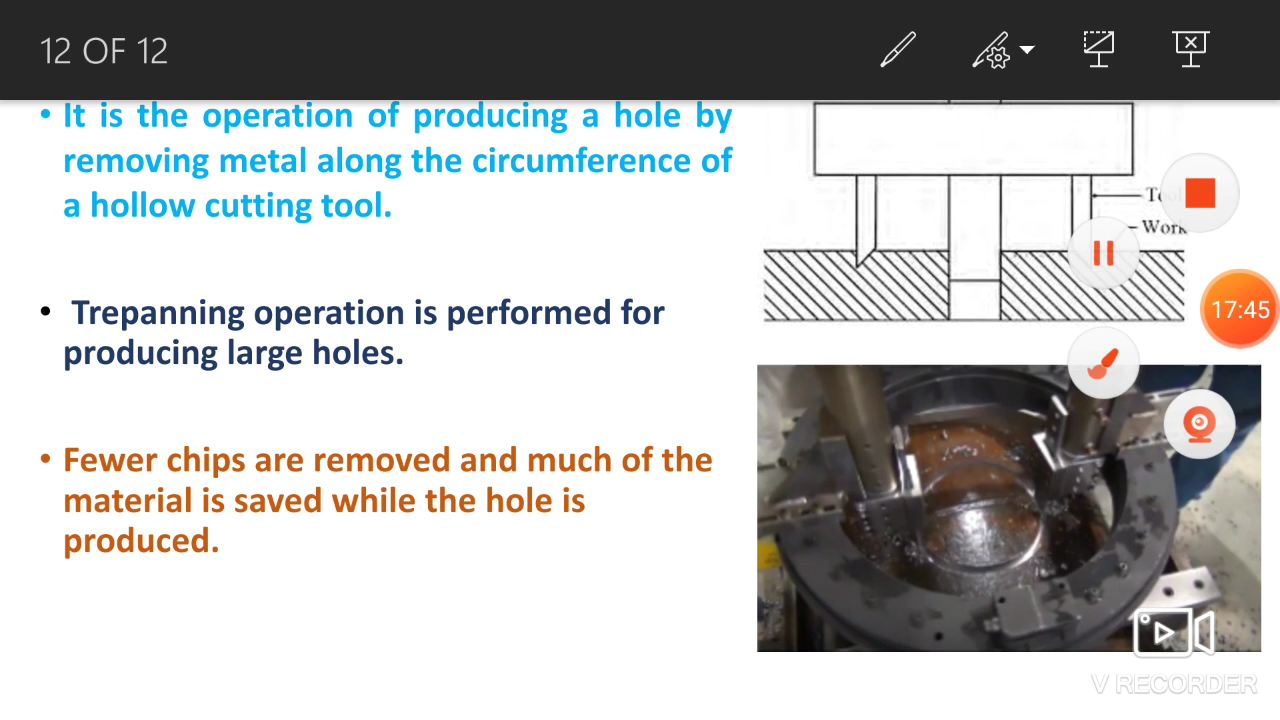 12 OF 12
• It is the operation of producing a hole by
removing metal along the circumference of
a hollow cutting tool.
• Trepanning operation is performed for
producing large holes.
• Fewer chips are removed and much of the
material is saved while the hole is
produced.
Tool
Work
17:45
V RECORDER